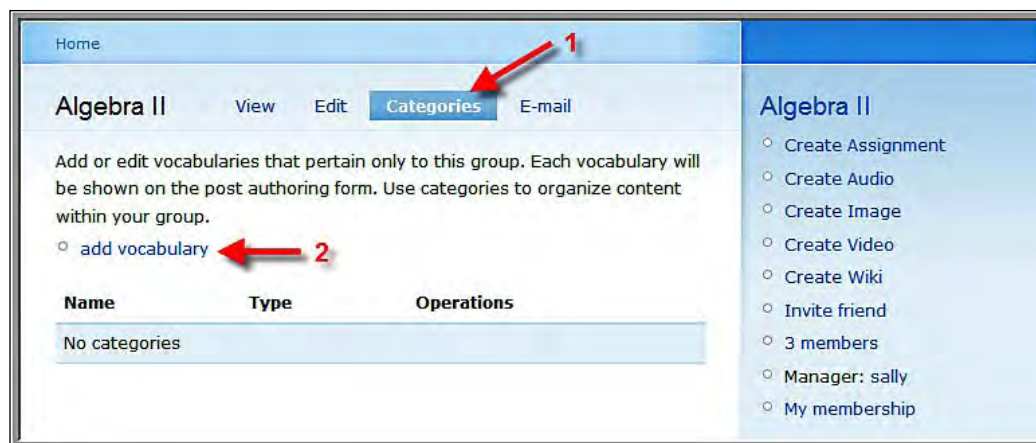 Home
1
Algebra II View Edit Categories E-mail
Add or edit vocabularies that pertain only to this group. Each vocabulary will
be shown on the post authoring form. Use categories to organize content
within your group.
add vocabulary 2
Name Type Operations
No categories
Algebra II
Create Assignment
Create Audio
Create Image
Create Video
Create Wiki
Invite friend
3 members
Manager: sally
My membership